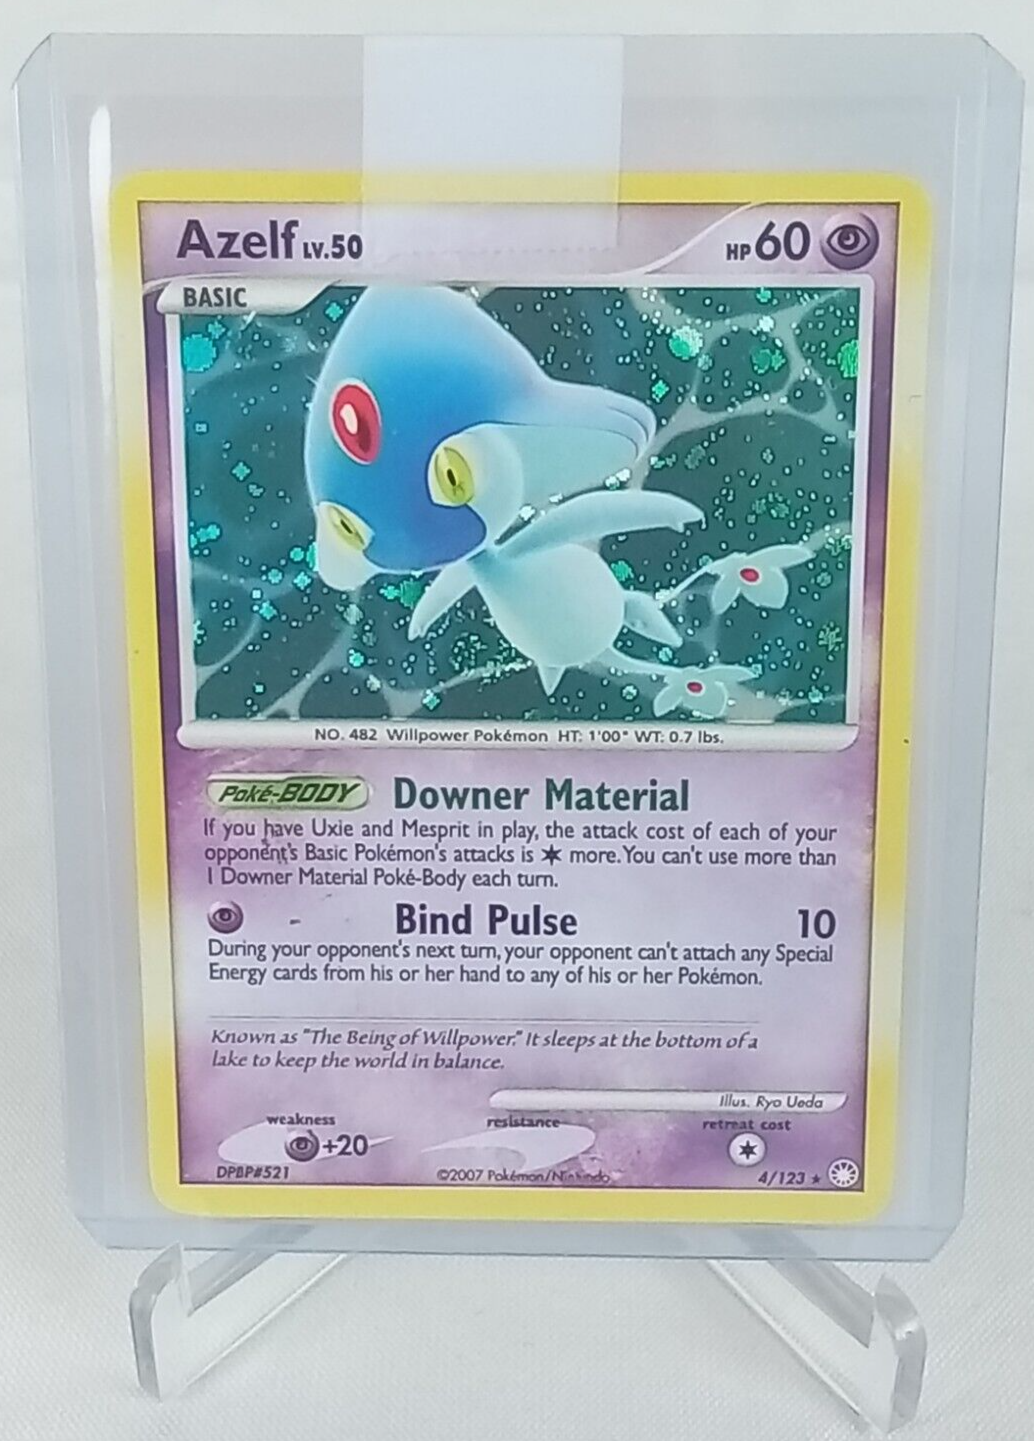 Azelf LV.50 HP 60
BASIC
NO. 482 Willpower Pokémon HT: 1'00" WT: 0.7 lbs.
Poké-BODY Downer Material
If you have Uxie and Mesprit in play, the attack cost of each of your
opponent's Basic Pokémon's attacks is more. You can't use more than
1 Downer Material Poké-Body each turn.
Bind Pulse 10
During your opponent's next turn, your opponent can't attach any Special
Energy cards from his or her hand to any of his or her Pokémon.
Known as "The Being of Willpower." It sleeps at the bottom of a
lake to keep the world in balance.
Illus. Ryo Ueda
weakness resistance retreat cost
+20
DPBP#521 ©2007 Pokémon/Nintendo 4/123 ★